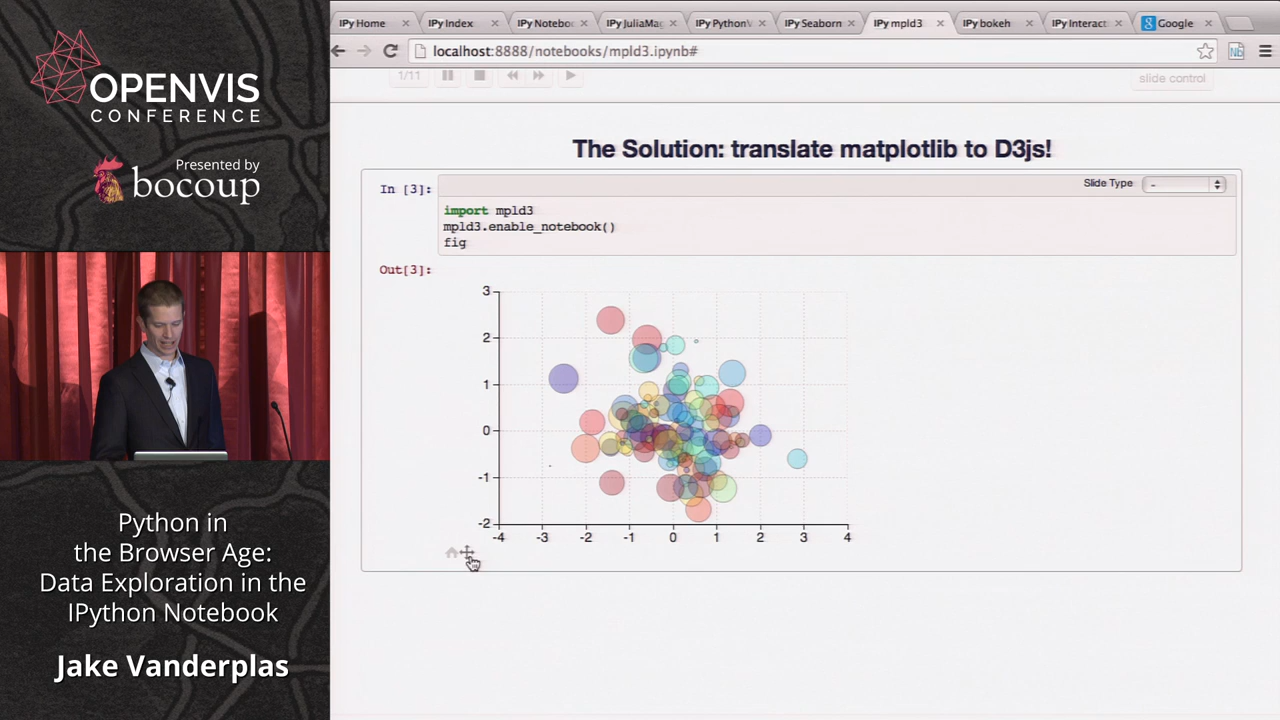 OPENVIS
CONFERENCE
Presented by
bocoup
Python in
the Browser Age:
Data Exploration in the
IPython Notebook
Jake Vanderplas
IPy Home
IPy Index
IPy Notebo
IPy JuliaMag
IPy PythonV
IPy Seaborn
IPy mpld3
IPy bokeh
IPy Interact
Google
localhost:8888/notebooks/mpld3.ipynb#
Nb
1/11
slide control
The Solution: translate matplotlib to D3js!
In [3]:
Slide Type
-
import mpld3
mpld3.enable_notebook()
fig
Out[3]:
3
2
1
0
-1
-2
-4 -3 -2 -1 0 1 2 3 4